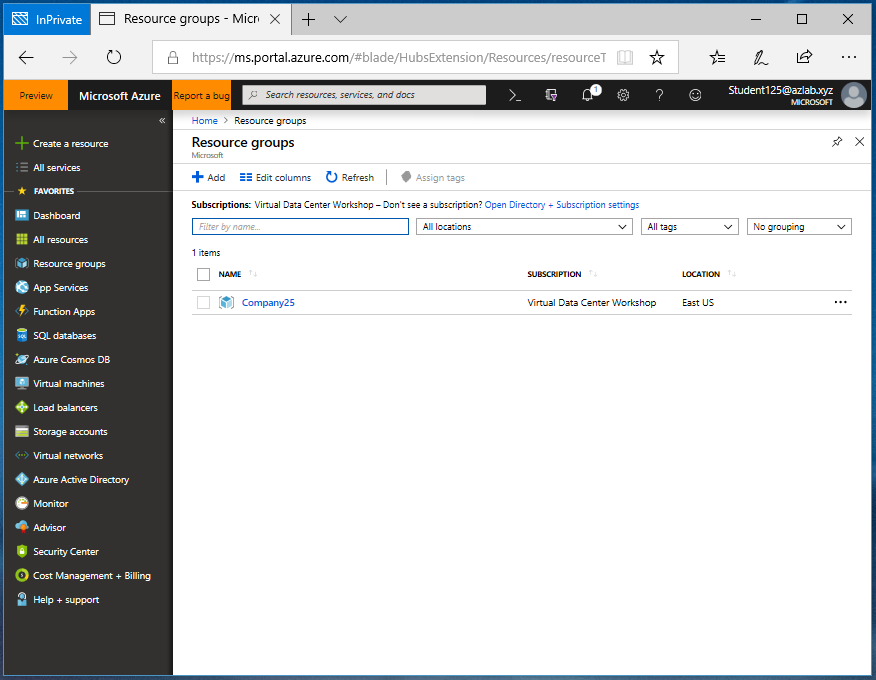 InPrivate
Resource groups - Micr
https://ms.portal.azure.com/#blade/HubsExtension/Resources/resourceT
Preview
Microsoft Azure
Report a bug
Search resources, services, and docs
1
Student125@azlab.xyz
MICROSOFT
Create a resource
All services
FAVORITES
Dashboard
All resources
Resource groups
App Services
Function Apps
SQL databases
Azure Cosmos DB
Virtual machines
Load balancers
Storage accounts
Virtual networks
Azure Active Directory
Monitor
Advisor
Security Center
Cost Management + Billing
Help + support
Home > Resource groups
Resource groups
Microsoft
Add Edit columns Refresh Assign tags
Subscriptions: Virtual Data Center Workshop – Don't see a subscription? Open Directory + Subscription settings
Filter by name... All locations All tags No grouping
1 items
NAME SUBSCRIPTION LOCATION
Company25 Virtual Data Center Workshop East US